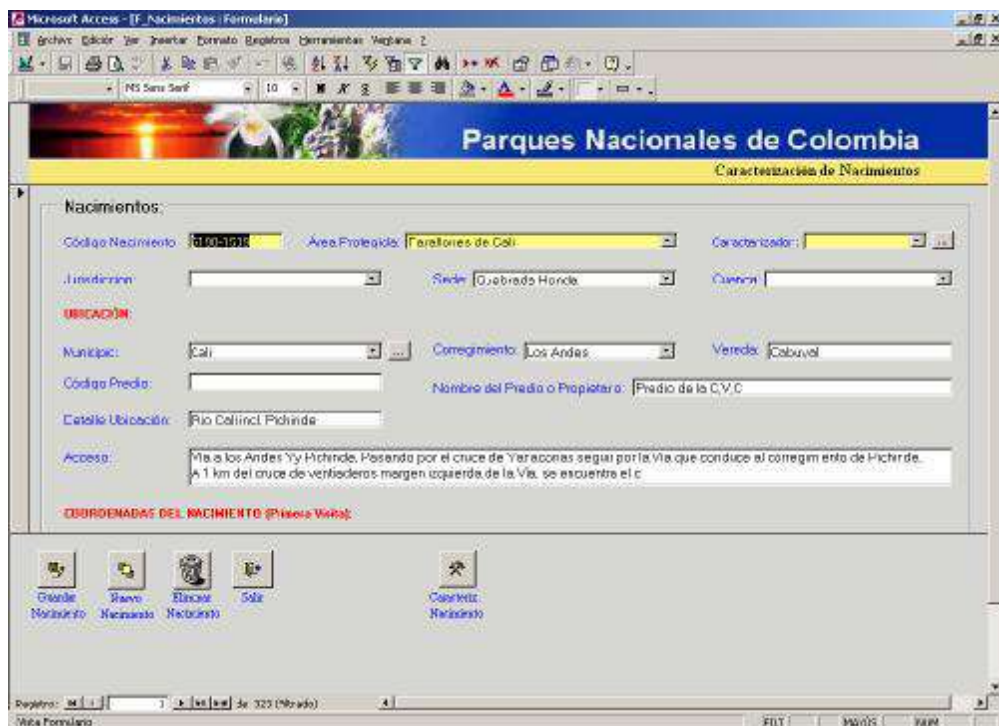 Microsoft Access - [F_Nacimientos : Formulario]
Archivo Edición Ver Insertar Formato Registros Herramientas Ventana ?
MS Sans Serif 10 N K S
Parques Nacionales de Colombia
Caracterización de Nacimientos
Nacimientos:
Código Nacimiento Área Protegida: Farallones de Cali Caracterizador:
Jurisdiccion: Sede: Quebrada Honda Cuenca:
UBICACIÓN:
Municipio: Cali ... Corregimiento: Los Andes Vereda: Cabuyal
Código Predio: Nombre del Predio o Propietario: Predio de la C,V,C
Detalle Ubicación: Rio Cali incl. Pichinde
Acceso: Via a los Andes Yy Pichinde. Pasando por el cruce de seguir por la Via que conduce al corregimiento de Pichinde.
A 1 km del cruce de ventiaderos margen izquierda de la Via, se encuentra el c
COORDENADAS DEL NACIMIENTO (Primera Visita):
Guardar Nacimiento
Nuevo Nacimiento
Eliminar Nacimiento
Salir
Caracteriz. Nacimiento
Registro: 1 de 323 (Filtrado)
Vista Formulario FLT MAYÚS NUM